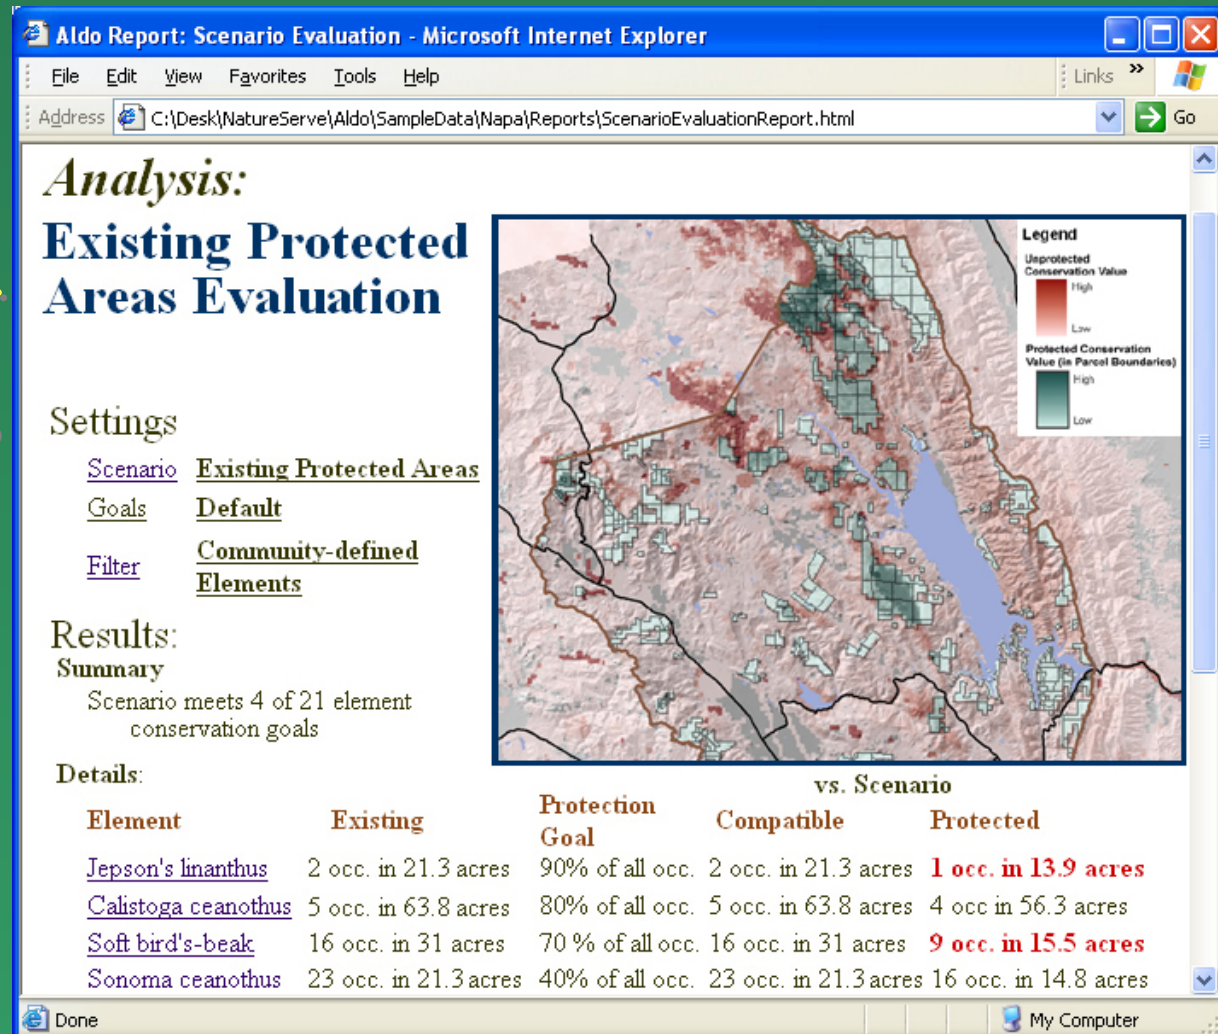 Aldo Report: Scenario Evaluation - Microsoft Internet Explorer
File Edit View Favorites Tools Help Links »
Address C:\Desk\NatureServe\Aldo\SampleData\Napa\Reports\ScenarioEvaluationReport.html Go
Analysis:
Existing Protected
Areas Evaluation
Legend
Unprotected
Conservation Value
High
Low
Protected Conservation
Value (in Parcel Boundaries)
High
Low
Settings
Scenario Existing Protected Areas
Goals Default
Filter Community-defined
Elements
Results:
Summary
Scenario meets 4 of 21 element
conservation goals
Details:
vs. Scenario
Element Existing Protection
Goal Compatible Protected
Jepson's linanthus 2 occ. in 21.3 acres 90% of all occ. 2 occ. in 21.3 acres 1 occ. in 13.9 acres
Calistoga ceanothus 5 occ. in 63.8 acres 80% of all occ. 5 occ. in 63.8 acres 4 occ in 56.3 acres
Soft bird's-beak 16 occ. in 31 acres 70 % of all occ. 16 occ. in 31 acres 9 occ. in 15.5 acres
Sonoma ceanothus 23 occ. in 21.3 acres 40% of all occ. 23 occ. in 21.3 acres 16 occ. in 14.8 acres
Done My Computer